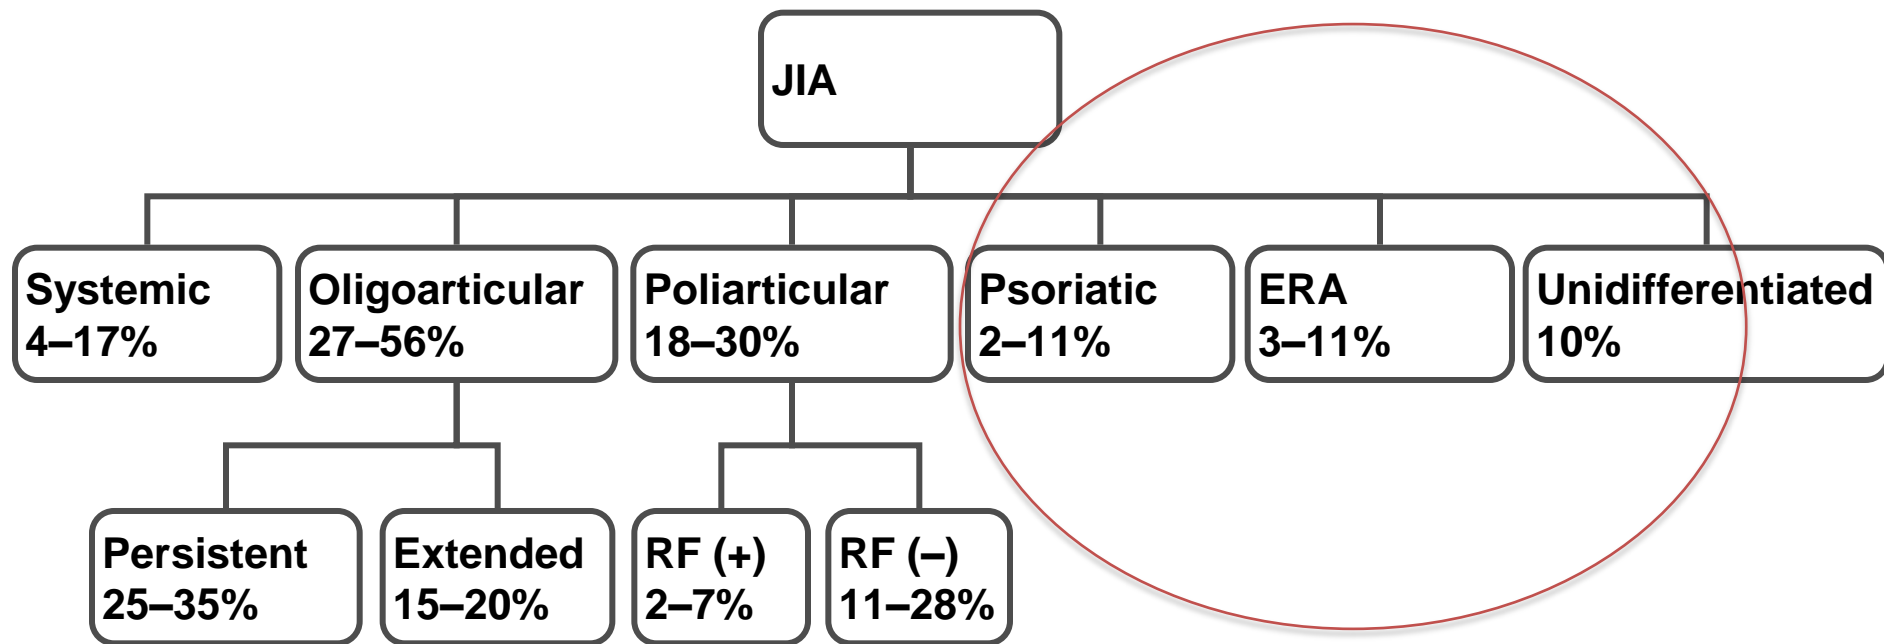 JIA
Systemic
4–17%
Oligoarticular
27–56%
Poliarticular
18–30%
Psoriatic
2–11%
ERA
3–11%
Unidifferentiated
10%
Persistent
25–35%
Extended
15–20%
RF (+)
2–7%
RF (–)
11–28%